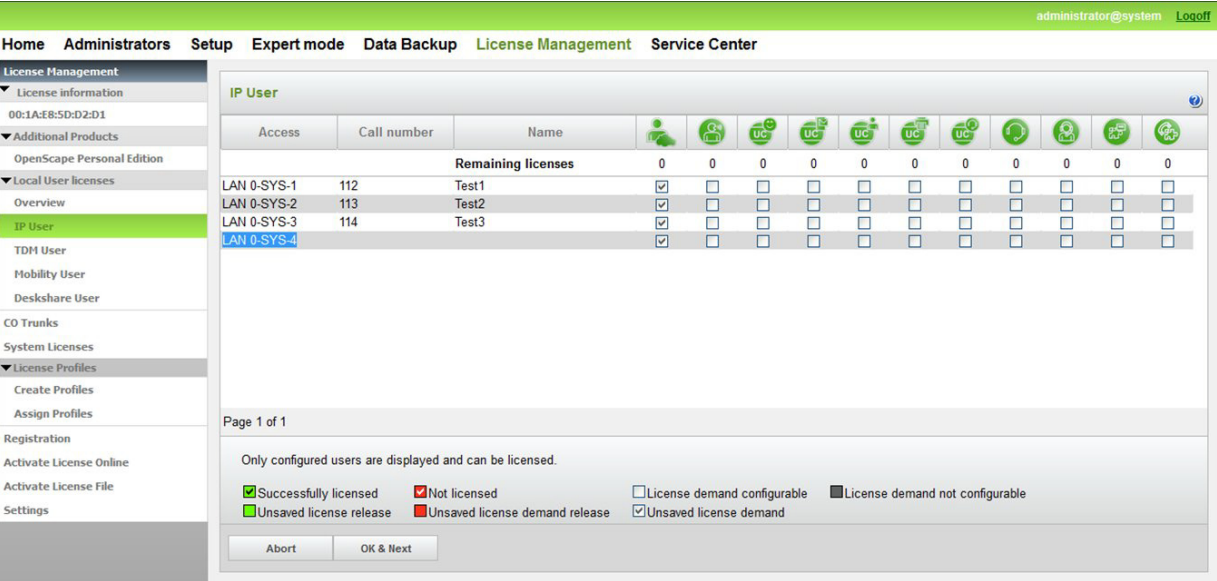 administrator@system Logoff
Home Administrators Setup Expert mode Data Backup License Management Service Center
License Management
License information
00:1A:E8:5D:D2:D1
Additional Products
OpenScape Personal Edition
Local User licenses
Overview
IP User
TDM User
Mobility User
Deskshare User
CO Trunks
System Licenses
License Profiles
Create Profiles
Assign Profiles
Registration
Activate License Online
Activate License File
Settings
IP User
Access Call number Name UC UC UC UC UC
Remaining licenses 0 0 0 0 0 0 0 0 0 0 0
LAN 0-SYS-1 112 Test1
LAN 0-SYS-2 113 Test2
LAN 0-SYS-3 114 Test3
LAN 0-SYS-4
Page 1 of 1
Only configured users are displayed and can be licensed.
Successfully licensed Not licensed License demand configurable License demand not configurable
Unsaved license release Unsaved license demand release Unsaved license demand
Abort OK & Next